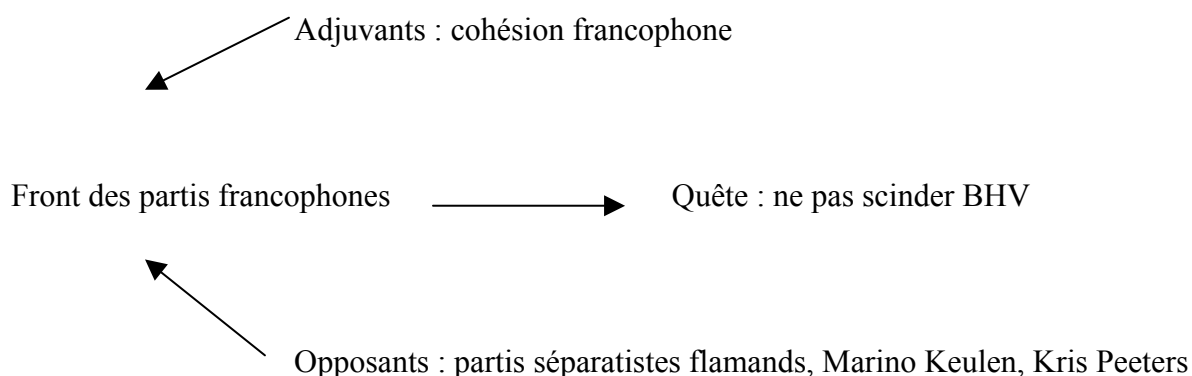 Adjuvants : cohésion francophone
Front des partis francophones Quête : ne pas scinder BHV
Opposants : partis séparatistes flamands, Marino Keulen, Kris Peeters